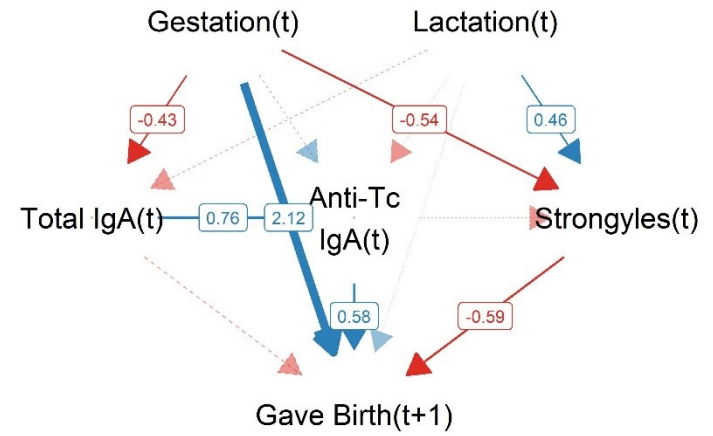 Gestation(t)
Lactation(t)
-0.43
-0.54
0.46
Total IgA(t)
0.76
2.12
Anti-Tc
IgA(t)
Strongyles(t)
0.58
-0.59
Gave Birth(t+1)